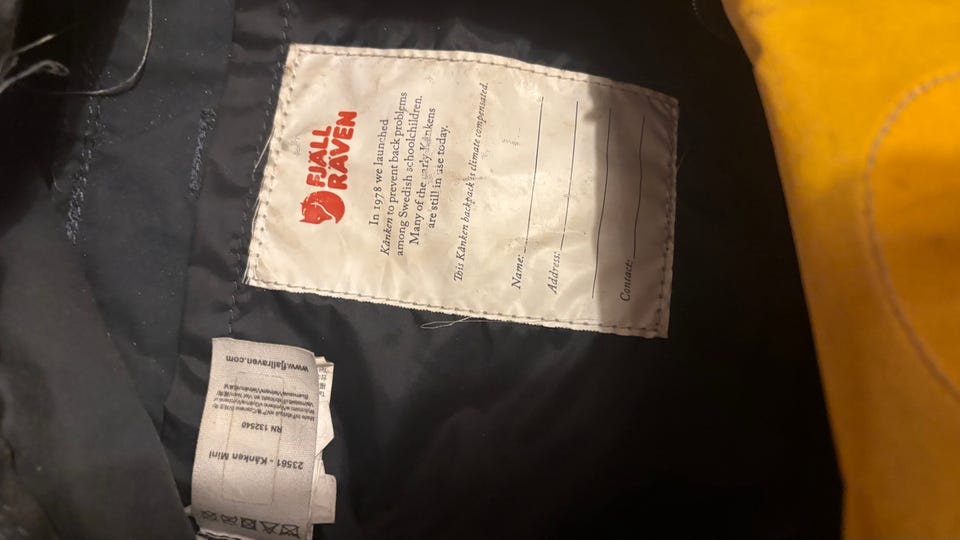 FJÄLL
RÄVEN
In 1978 we launched
Kånken to prevent back problems
among Swedish schoolchildren.
Many of the early Kånkens
are still in use today.
This Kånken backpack is climate compensated.
Name:
Address:
Contact:
23561 - Kånken Mini
RN 132540
www.fjallraven.com